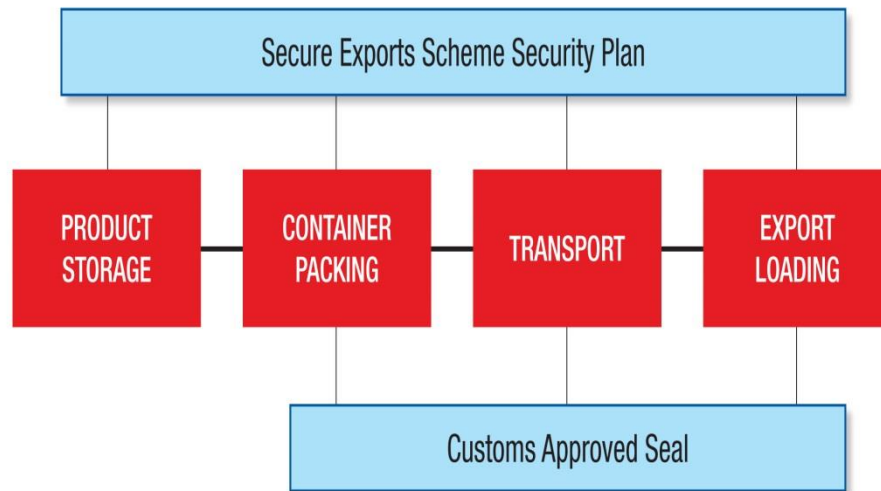 Secure Exports Scheme Security Plan
PRODUCT
STORAGE
CONTAINER
PACKING
TRANSPORT
EXPORT
LOADING
Customs Approved Seal